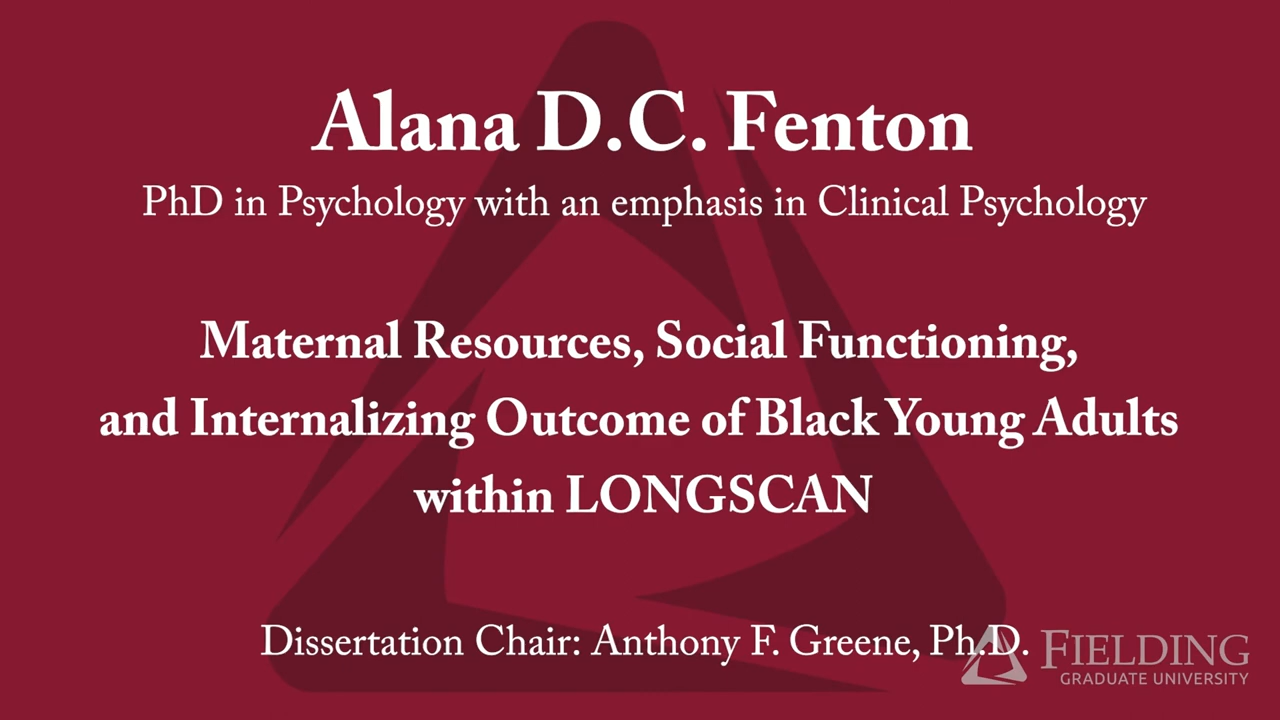 Alana D.C. Fenton
PhD in Psychology with an emphasis in Clinical Psychology
Maternal Resources, Social Functioning,
and Internalizing Outcome of Black Young Adults
within LONGSCAN
Dissertation Chair: Anthony F. Greene, Ph.D.
FIELDING
GRADUATE UNIVERSITY